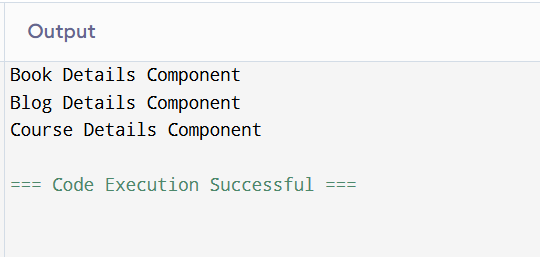 Output
Book Details Component
Blog Details Component
Course Details Component
=== Code Execution Successful ===